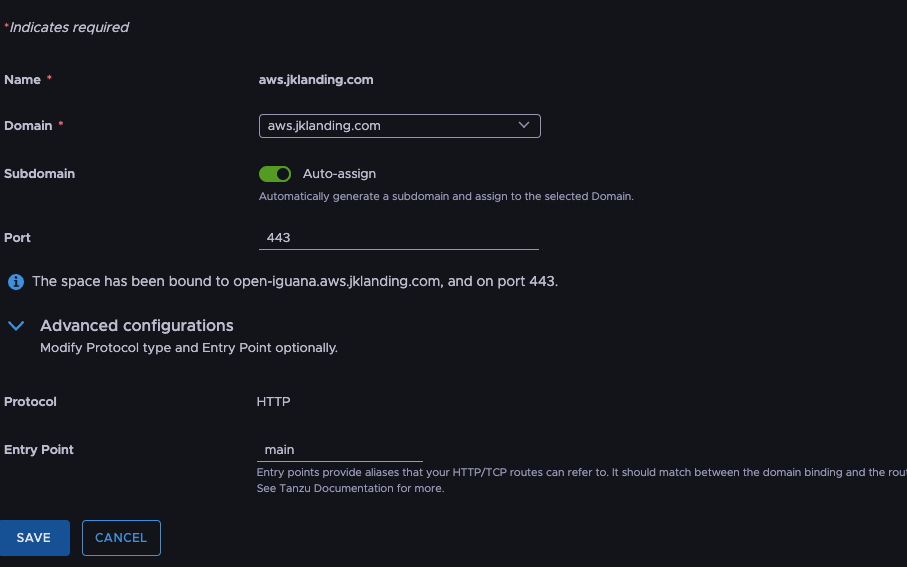 *Indicates required
Name *
aws.jklanding.com
Domain *
aws.jklanding.com
Subdomain
Auto-assign
Automatically generate a subdomain and assign to the selected Domain.
Port
443
The space has been bound to open-iguana.aws.jklanding.com, and on port 443.
Advanced configurations
Modify Protocol type and Entry Point optionally.
Protocol
HTTP
Entry Point
main
Entry points provide aliases that your HTTP/TCP routes can refer to. It should match between the domain binding and the
See Tanzu Documentation for more.
SAVE
CANCEL